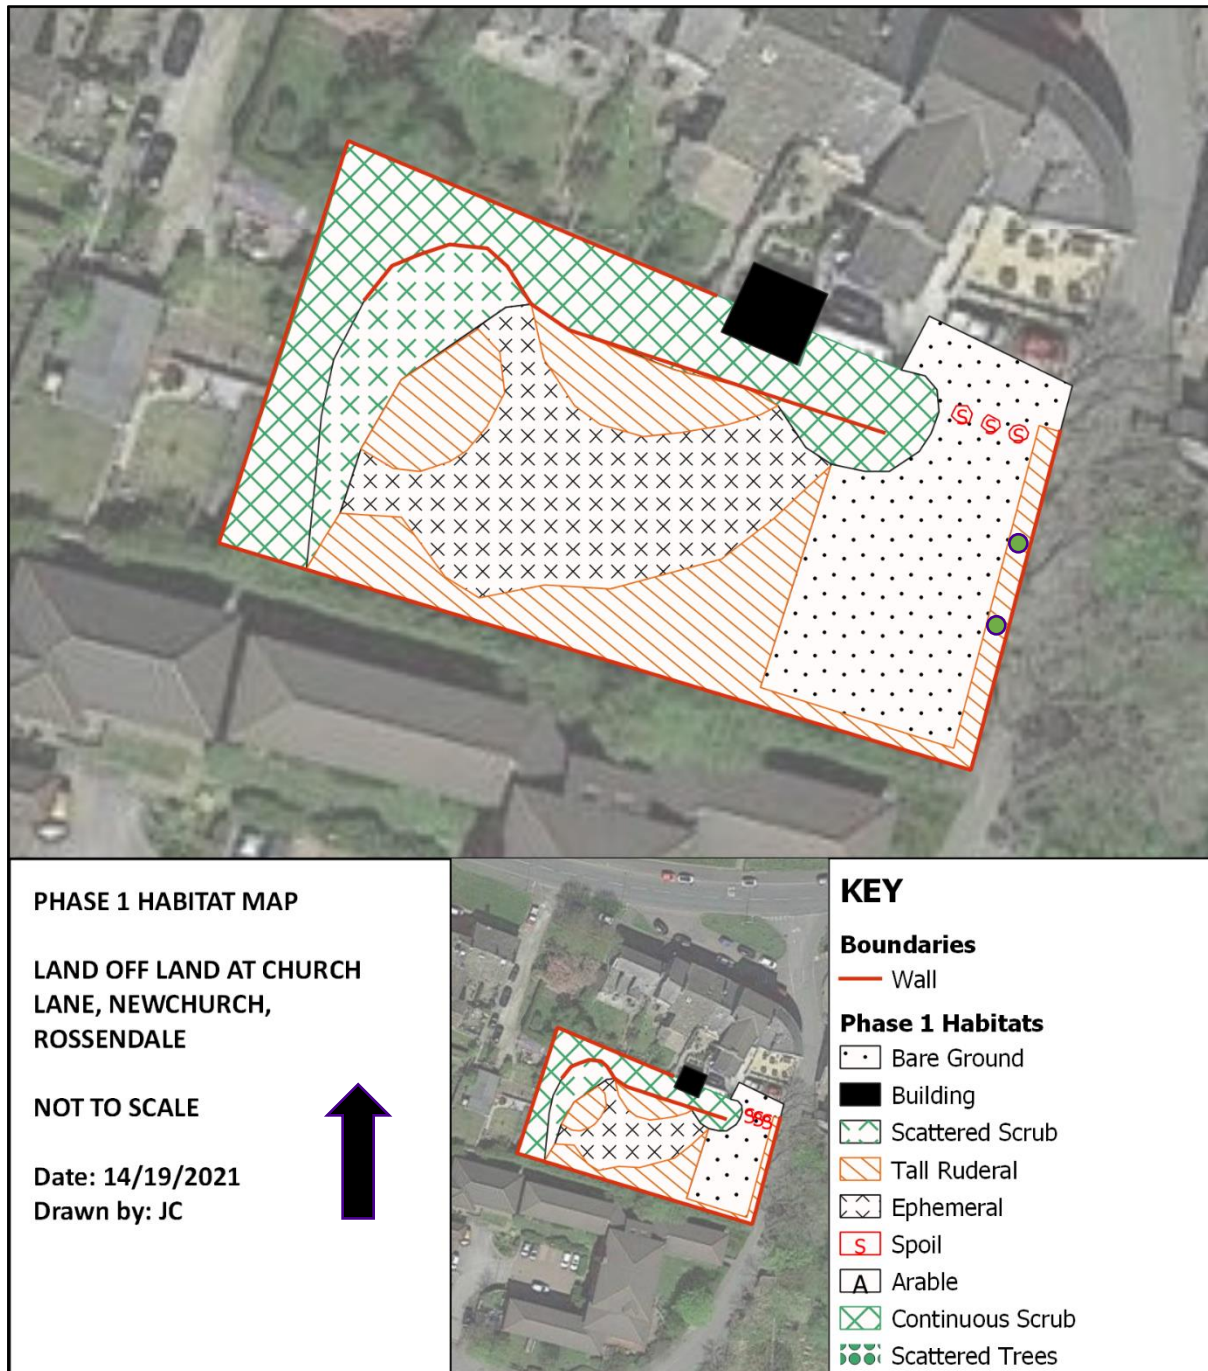 S S S
PHASE 1 HABITAT MAP
LAND OFF LAND AT CHURCH
LANE, NEWCHURCH,
ROSSENDALE
NOT TO SCALE
Date: 14/19/2021
Drawn by: JC
SSS
KEY
Boundaries
Wall
Phase 1 Habitats
Bare Ground
Building
Scattered Scrub
Tall Ruderal
Ephemeral
S Spoil
A Arable
Continuous Scrub
Scattered Trees